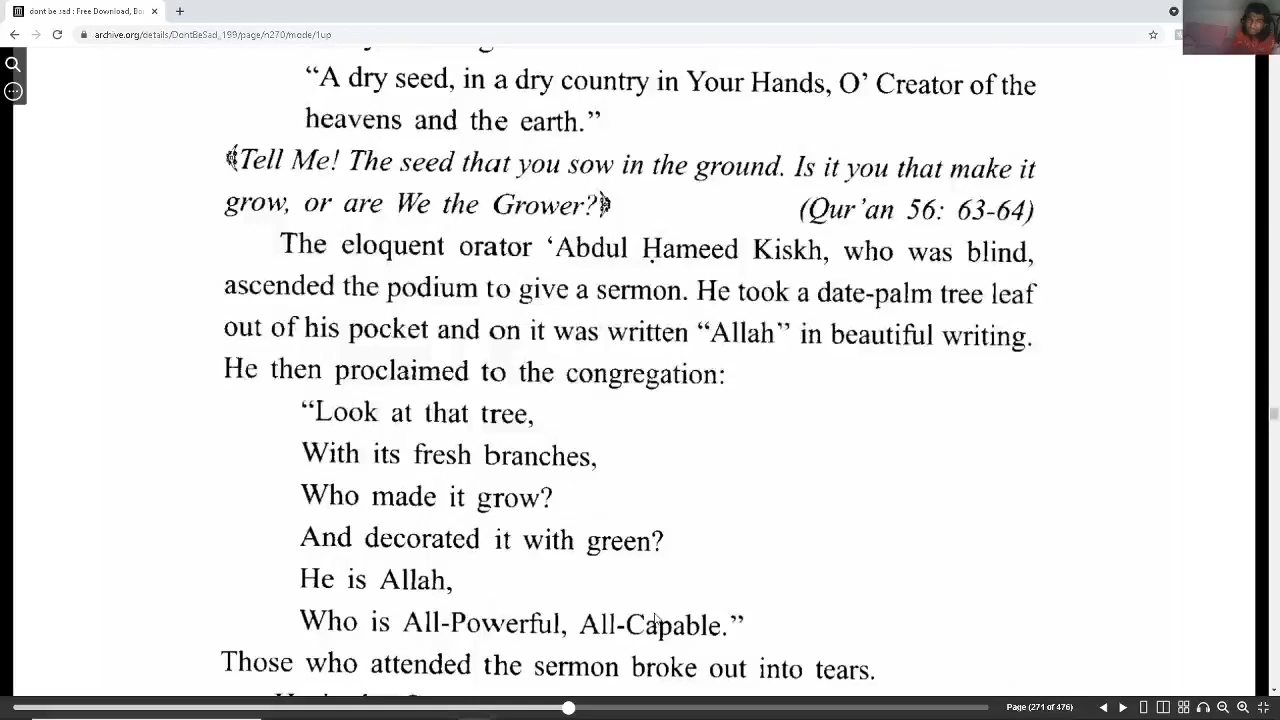 dont be sad : Free Download, Bo
archive.org/details/DontBeSad_199/page/n270/mode/1up
“A dry seed, in a dry country in Your Hands, O’ Creator of the
heavens and the earth.”
﴾Tell Me! The seed that you sow in the ground. Is it you that make it
grow, or are We the Grower?﴿ (Qur’an 56: 63-64)
The eloquent orator ‘Abdul Ḥameed Kiskh, who was blind,
ascended the podium to give a sermon. He took a date-palm tree leaf
out of his pocket and on it was written “Allah” in beautiful writing.
He then proclaimed to the congregation:
“Look at that tree,
With its fresh branches,
Who made it grow?
And decorated it with green?
He is Allah,
Who is All-Powerful, All-Capable.”
Those who attended the sermon broke out into tears.
Page (271 of 476)